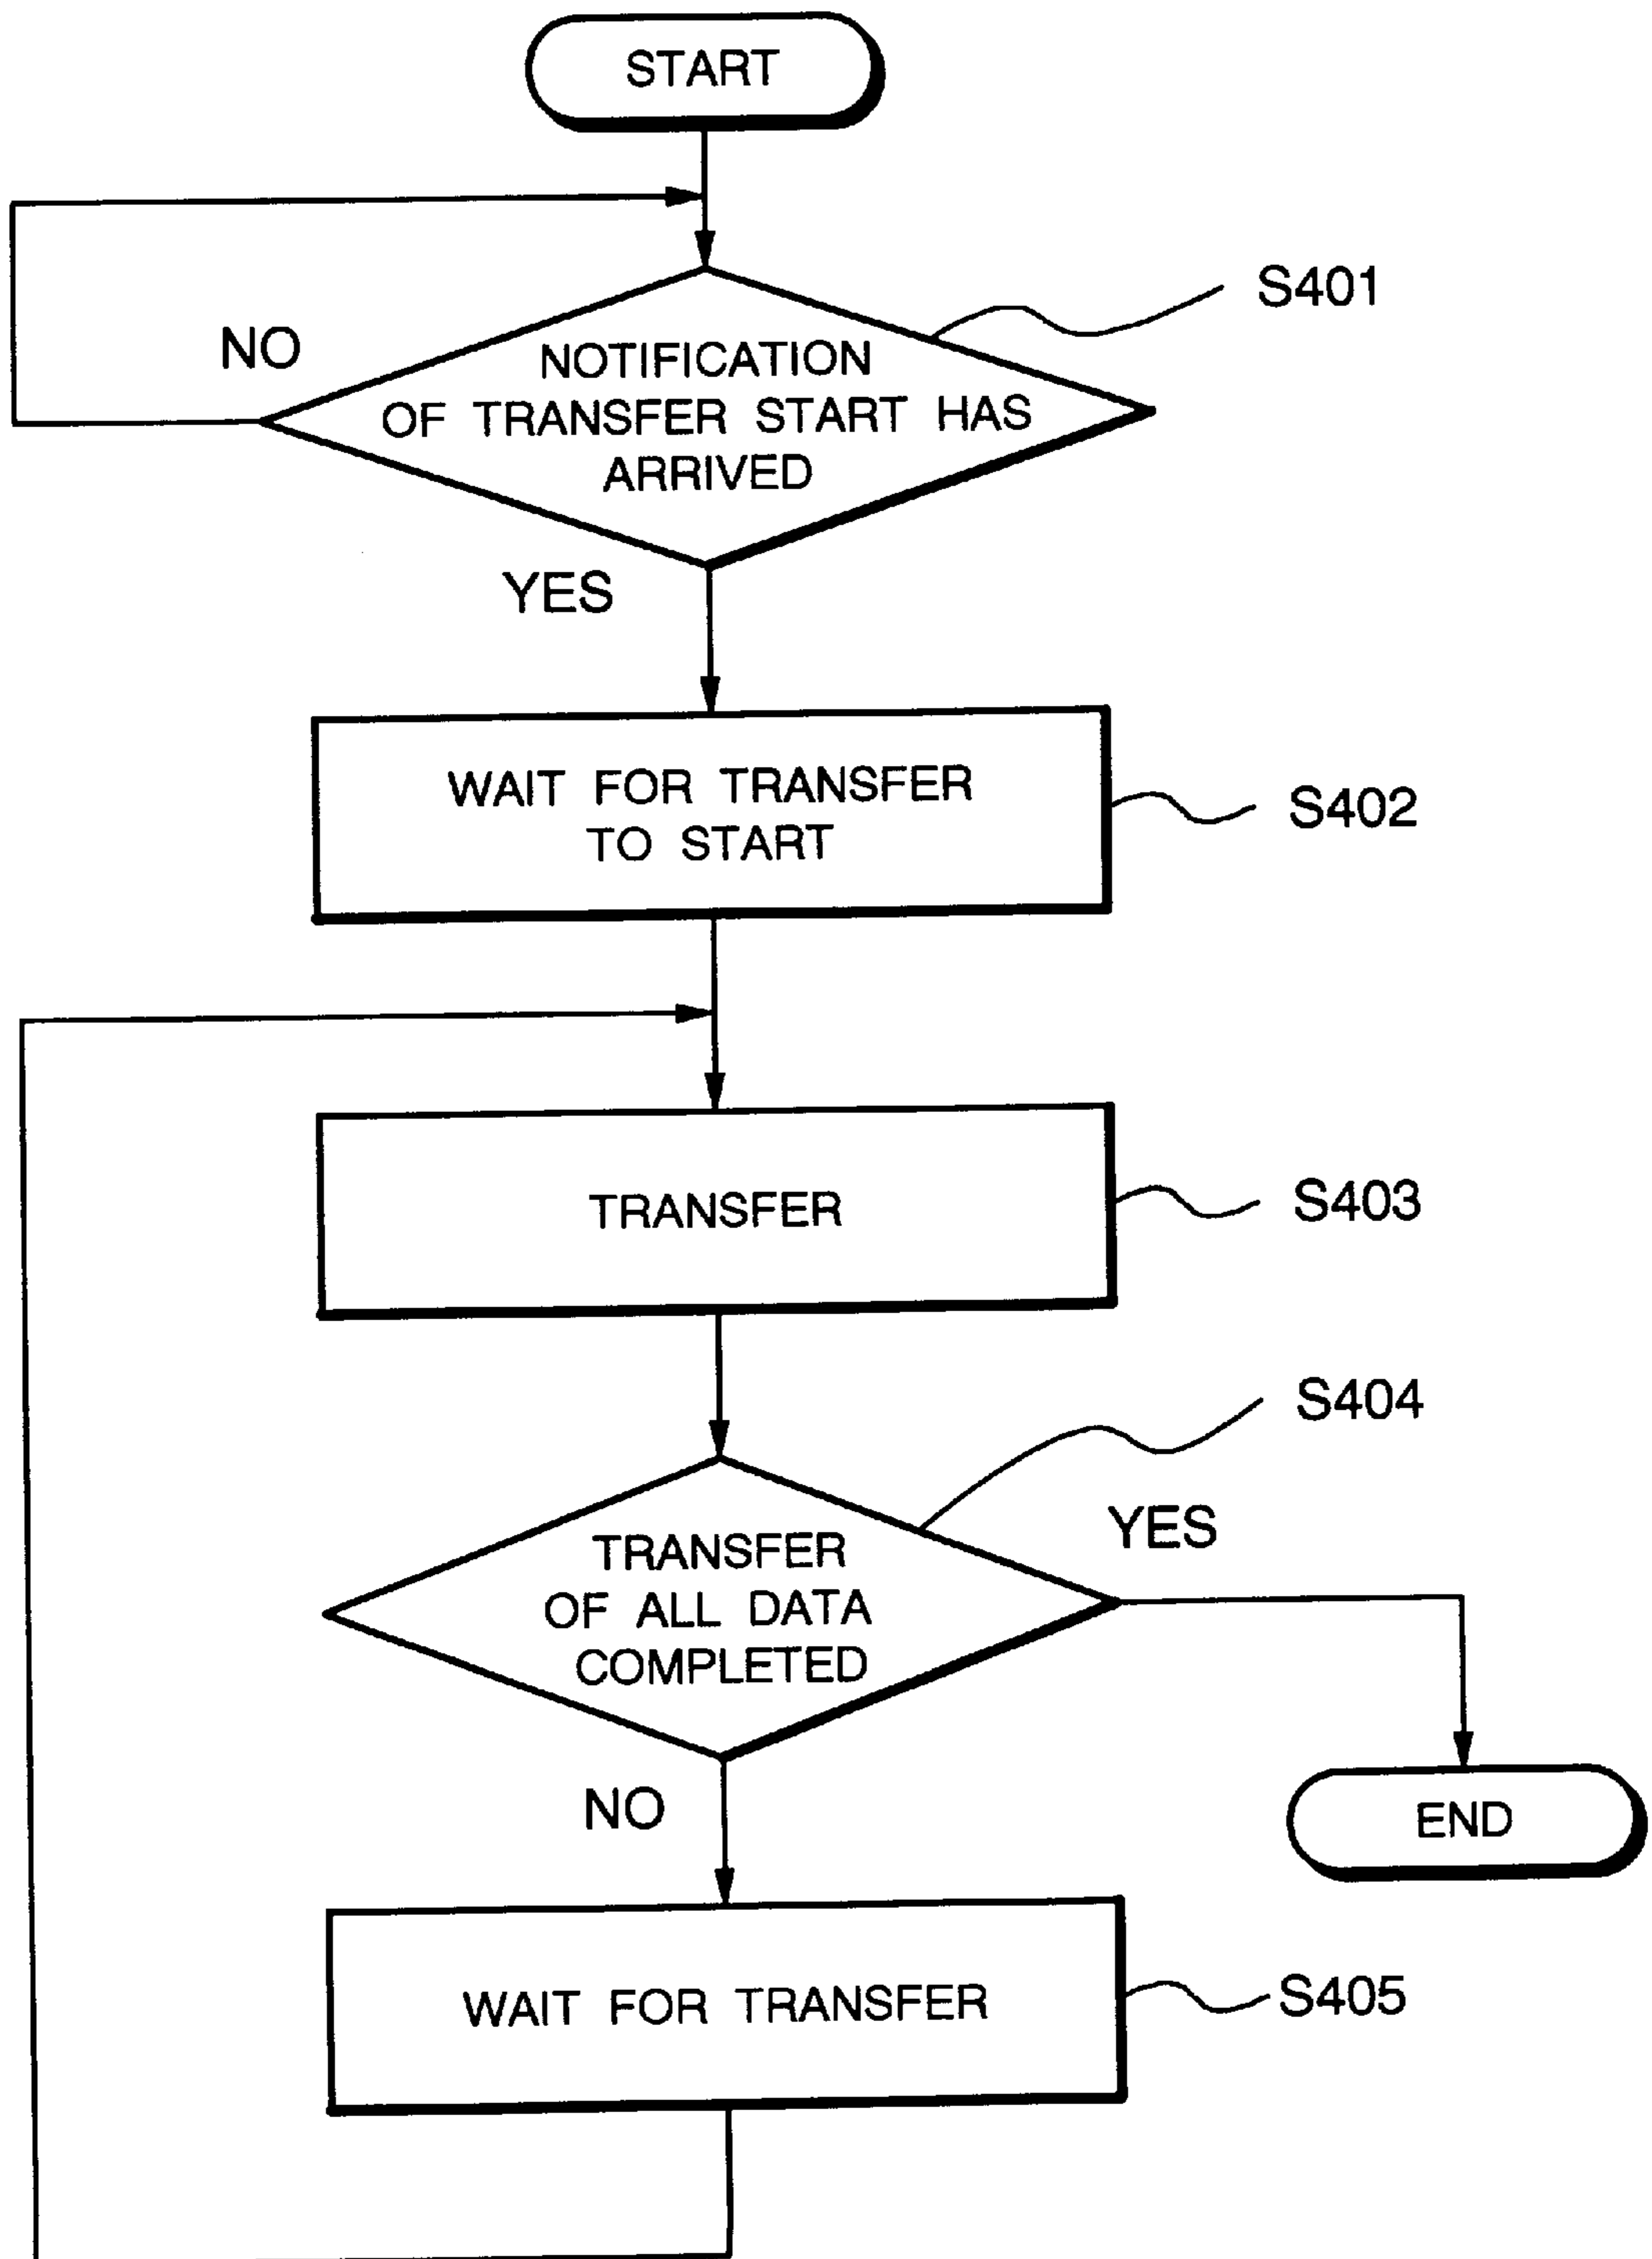 START
S401
NO
NOTIFICATION
OF TRANSFER START HAS
ARRIVED
YES
WAIT FOR TRANSFER
TO START
S402
TRANSFER
S403
S404
YES
TRANSFER
OF ALL DATA
COMPLETED
NO
END
WAIT FOR TRANSFER
S405